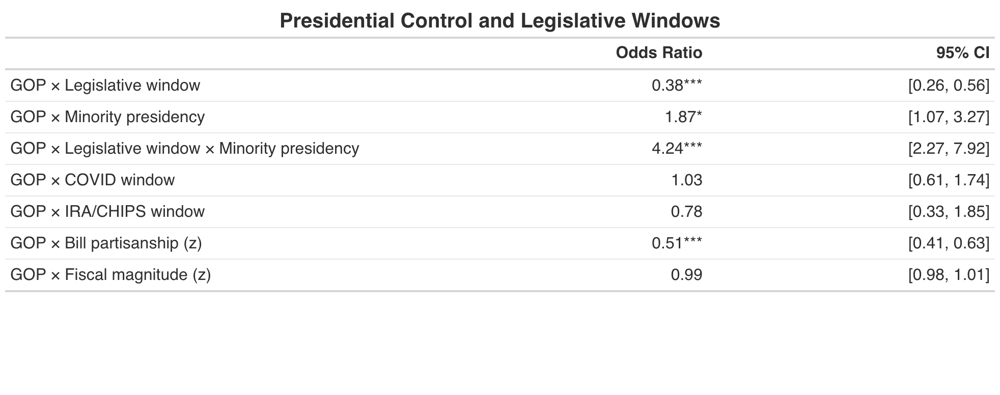 Presidential Control and Legislative Windows
Odds Ratio 95% CI
GOP × Legislative window 0.38*** [0.26, 0.56]
GOP × Minority presidency 1.87* [1.07, 3.27]
GOP × Legislative window × Minority presidency 4.24*** [2.27, 7.92]
GOP × COVID window 1.03 [0.61, 1.74]
GOP × IRA/CHIPS window 0.78 [0.33, 1.85]
GOP × Bill partisanship (z) 0.51*** [0.41, 0.63]
GOP × Fiscal magnitude (z) 0.99 [0.98, 1.01]